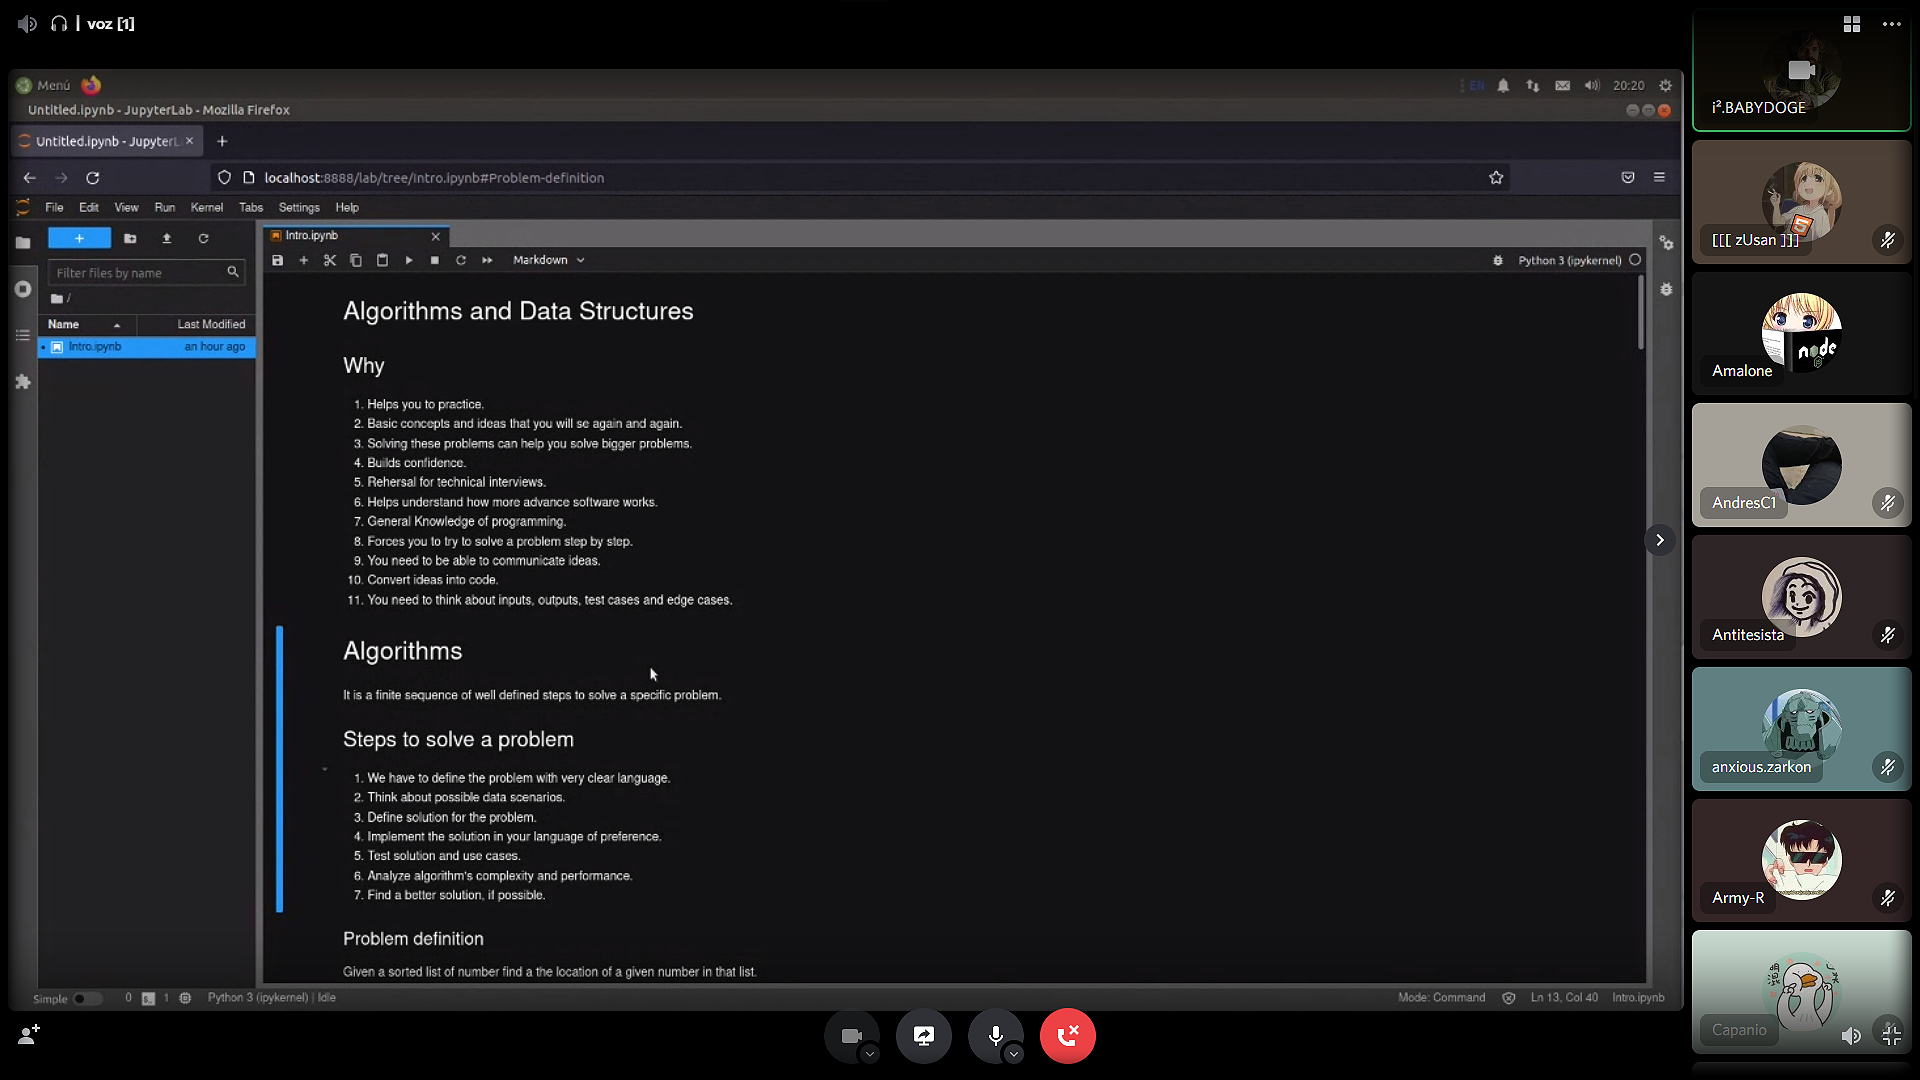 voz [1]
Menú
EN
20:20
Untitled.ipynb - JupyterLab - Mozilla Firefox
Untitled.ipynb - JupyterL
localhost:8888/lab/tree/Intro.ipynb#Problem-definition
File Edit View Run Kernel Tabs Settings Help
Intro.ipynb
Markdown
Python 3 (ipykernel)
Filter files by name
/
Name Last Modified
Intro.ipynb an hour ago
Algorithms and Data Structures
Why
1. Helps you to practice.
2. Basic concepts and ideas that you will se again and again.
3. Solving these problems can help you solve bigger problems.
4. Builds confidence.
5. Rehersal for technical interviews.
6. Helps understand how more advance software works.
7. General Knowledge of programming.
8. Forces you to try to solve a problem step by step.
9. You need to be able to communicate ideas.
10. Convert ideas into code.
11. You need to think about inputs, outputs, test cases and edge cases.
Algorithms
It is a finite sequence of well defined steps to solve a specific problem.
Steps to solve a problem
1. We have to define the problem with very clear language.
2. Think about possible data scenarios.
3. Define solution for the problem.
4. Implement the solution in your language of preference.
5. Test solution and use cases.
6. Analyze algorithm's complexity and performance.
7. Find a better solution, if possible.
Problem definition
Given a sorted list of number find a the location of a given number in that list.
Simple 0 1 Python 3 (ipykernel) | Idle
Mode: Command Ln 13, Col 40 Intro.ipynb
i².BABYDOGE
[[[ zUsan ]]]
node
Amalone
AndresC1
Antitesista
anxious.zarkon
Army-R
Capanio